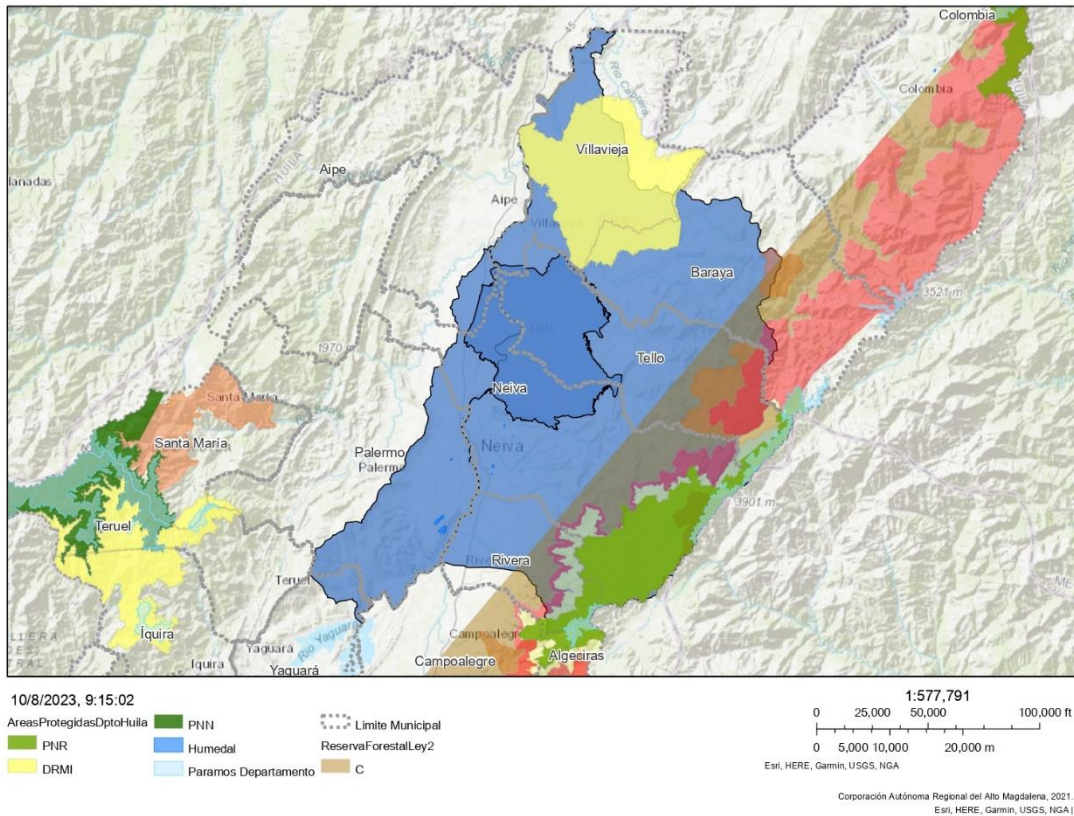 Colombia
Colombia
Río Cabrera
Villavieja
HUILA
Aipe
Aipe
Baraya
3521 m
1970 m
Tello
Neiva
Santa María
Santa María
Neiva
Palermo
Palermo
3901 m
Teruel
Rivera
Teruel
Íquira
Campoalegre
Río Yaguará
Yaguará
Algeciras
Iquira
Campoalegre
Yaguará
10/8/2023, 9:15:02
AreasProtegidasDptoHuila
PNR
DRMI
PNN
Humedal
Paramos Departamento
Limite Municipal
ReservaForestalLey2
C
1:577,791
0 25,000 50,000 100,000 ft
0 5,000 10,000 20,000 m
Esri, HERE, Garmin, USGS, NGA
Corporación Autónoma Regional del Alto Magdalena, 2021.
Esri, HERE, Garmin, USGS, NGA |